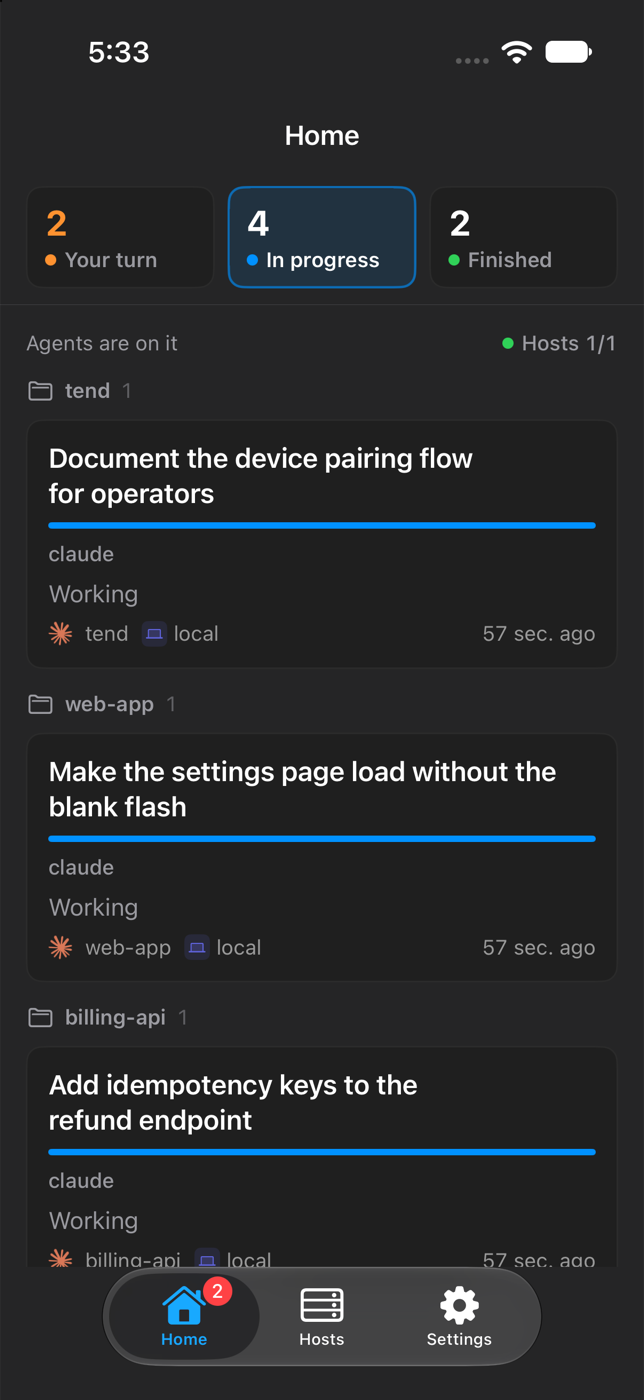 5:33
Home
2
Your turn
4
In progress
2
Finished
Agents are on it
Hosts 1/1
tend 1
Document the device pairing flow
for operators
claude
Working
tend local 57 sec. ago
web-app 1
Make the settings page load without the
blank flash
claude
Working
web-app local 57 sec. ago
billing-api 1
Add idempotency keys to the
refund endpoint
claude
Working
billing-api local 57 sec. ago
2
Home
Hosts
Settings